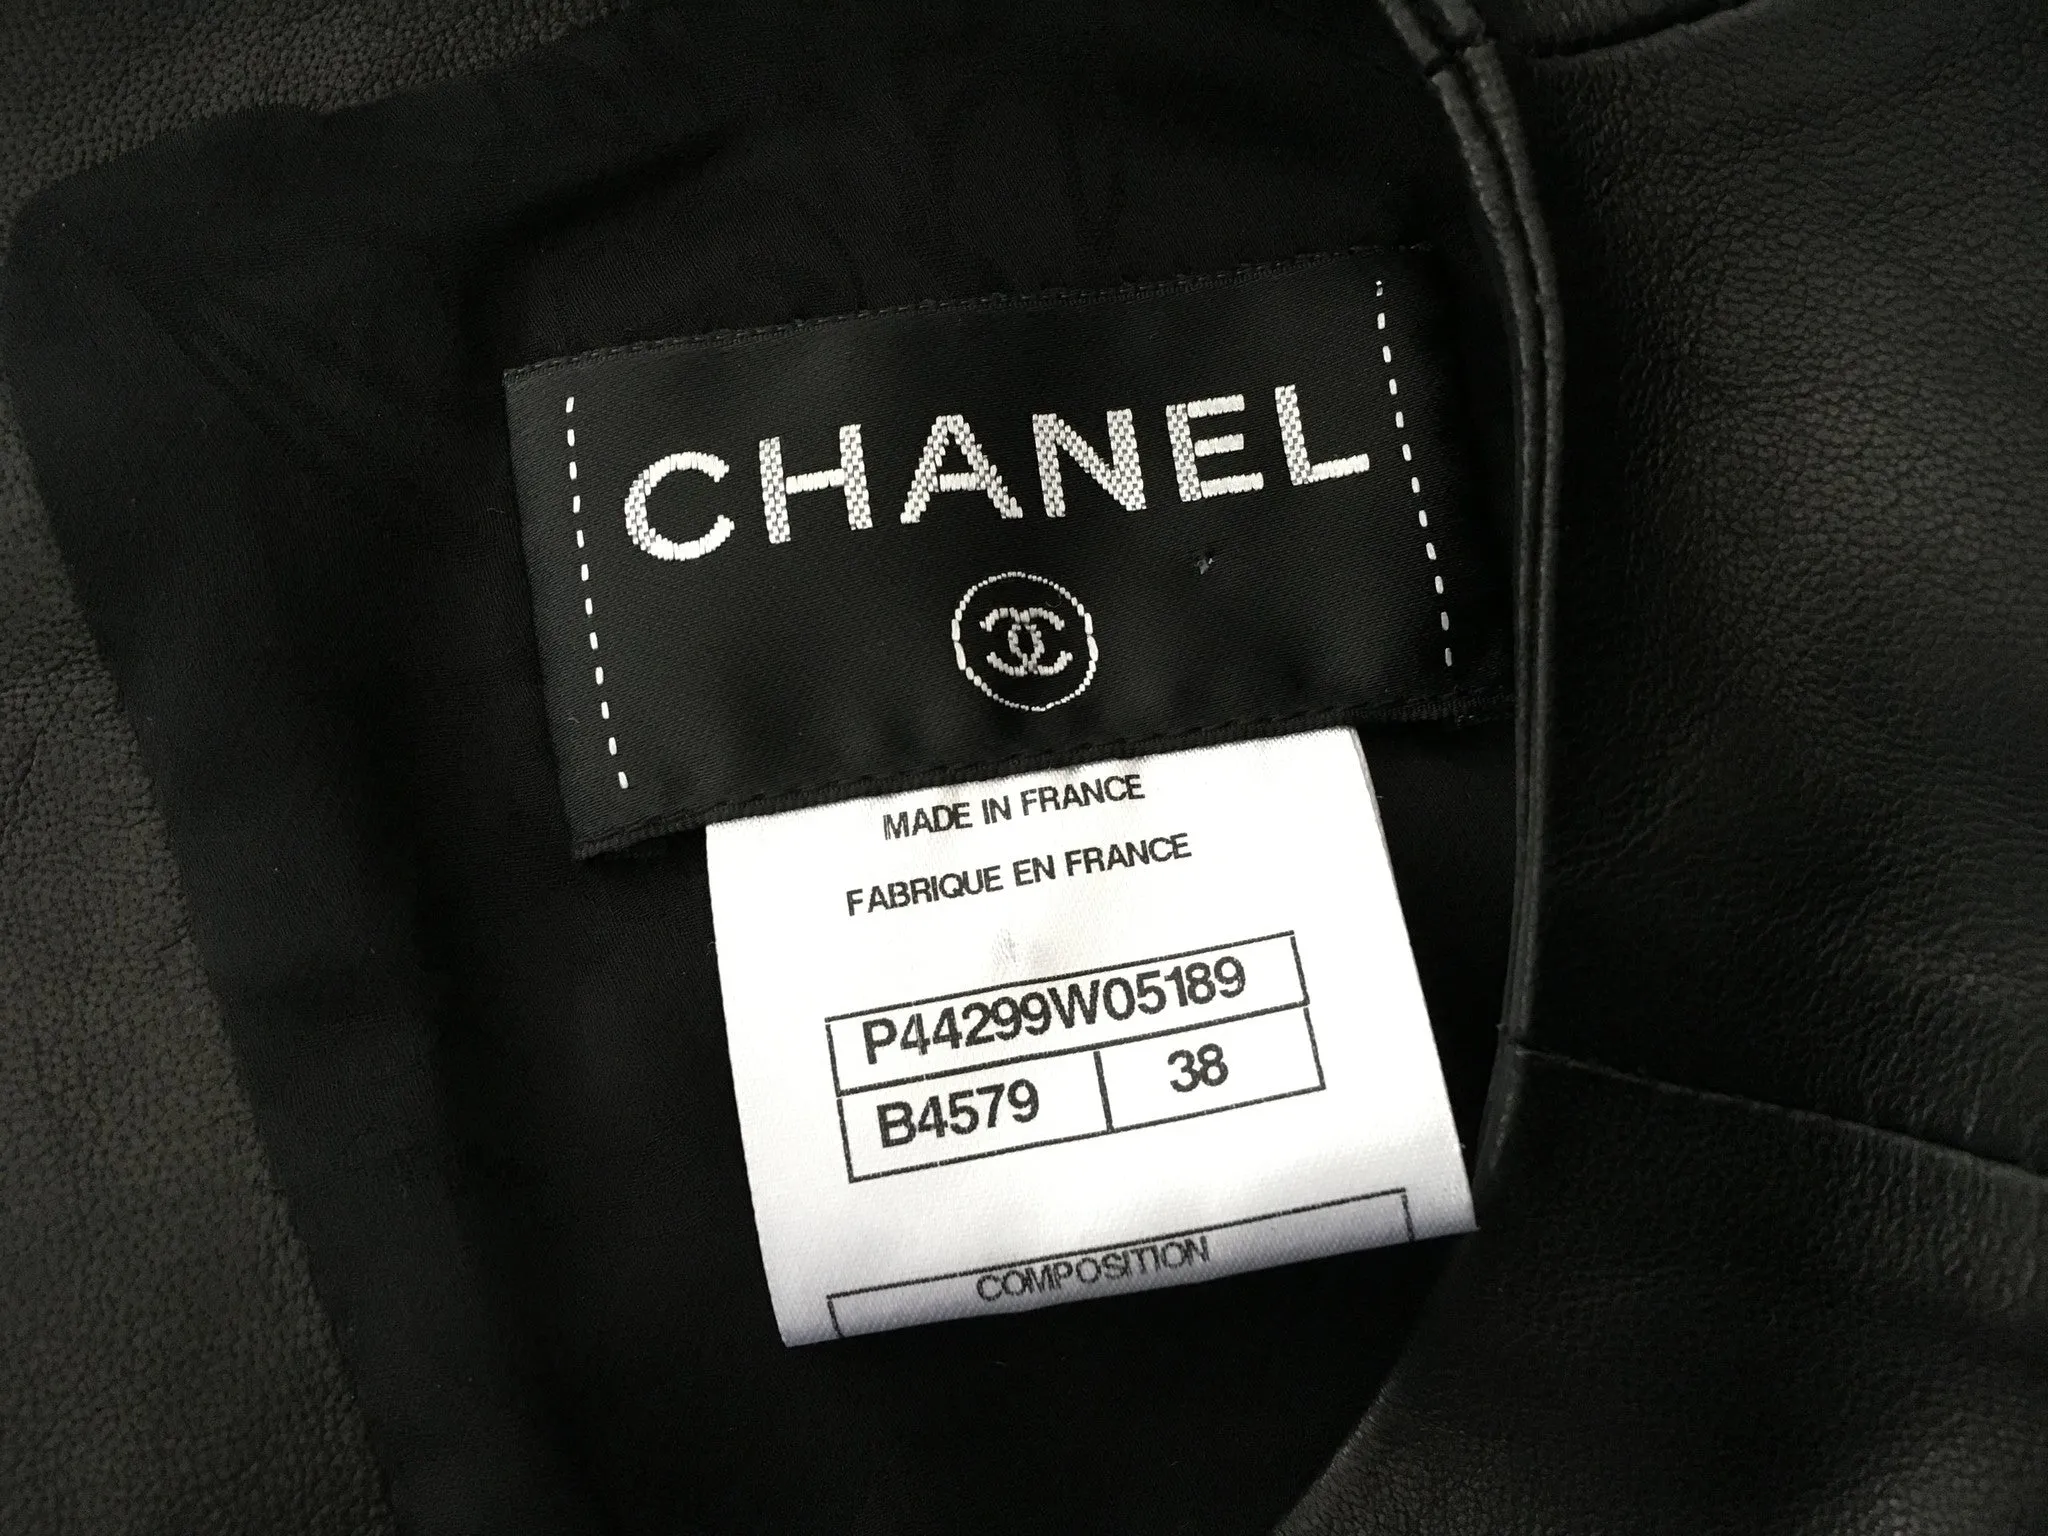 CHANEL
MADE IN FRANCE
FABRIQUE EN FRANCE
P44299W05189
B4579 38
COMPOSITION